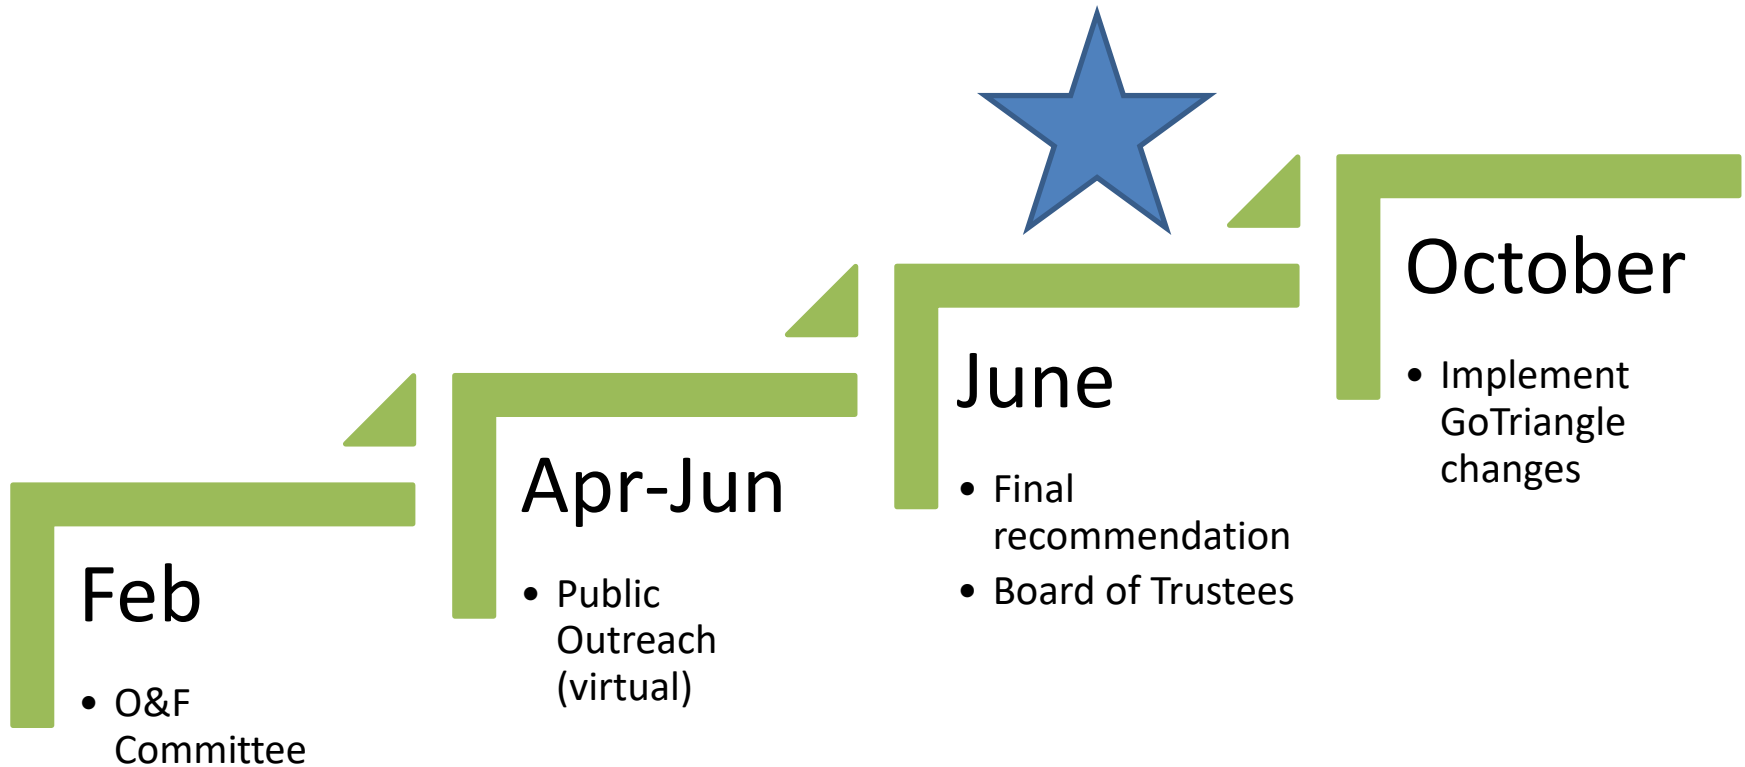 Feb
• O&F
Committee
Apr-Jun
• Public
Outreach
(virtual)
June
• Final
recommendation
• Board of Trustees
October
• Implement
GoTriangle
changes